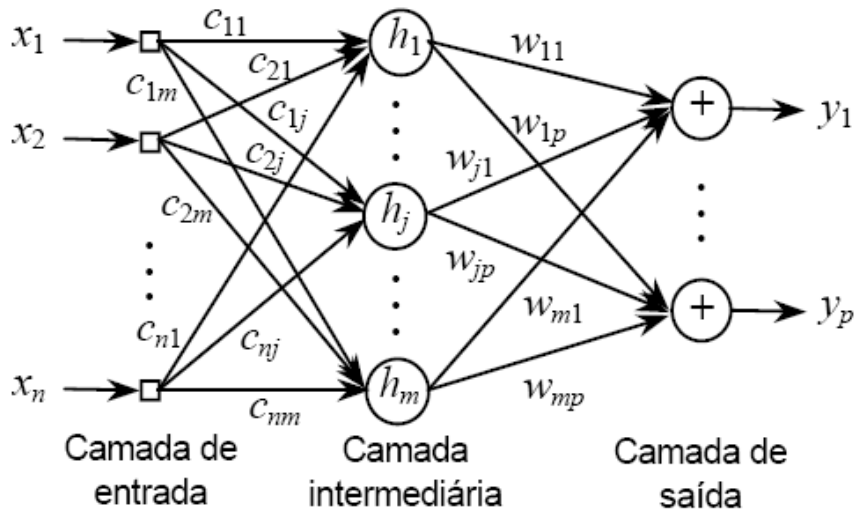 x₁
c₁₁
h₁
w₁₁
c₂₁
c₁ₘ
c₁ⱼ
+
y₁
x₂
c₂ⱼ
w₁ₚ
wⱼ₁
c₂ₘ
hⱼ
wⱼₚ
+
yₚ
cₙ₁
cₙⱼ
wₘ₁
xₙ
cₙₘ
hₘ
wₘₚ
Camada de
entrada
Camada
intermediária
Camada de
saída